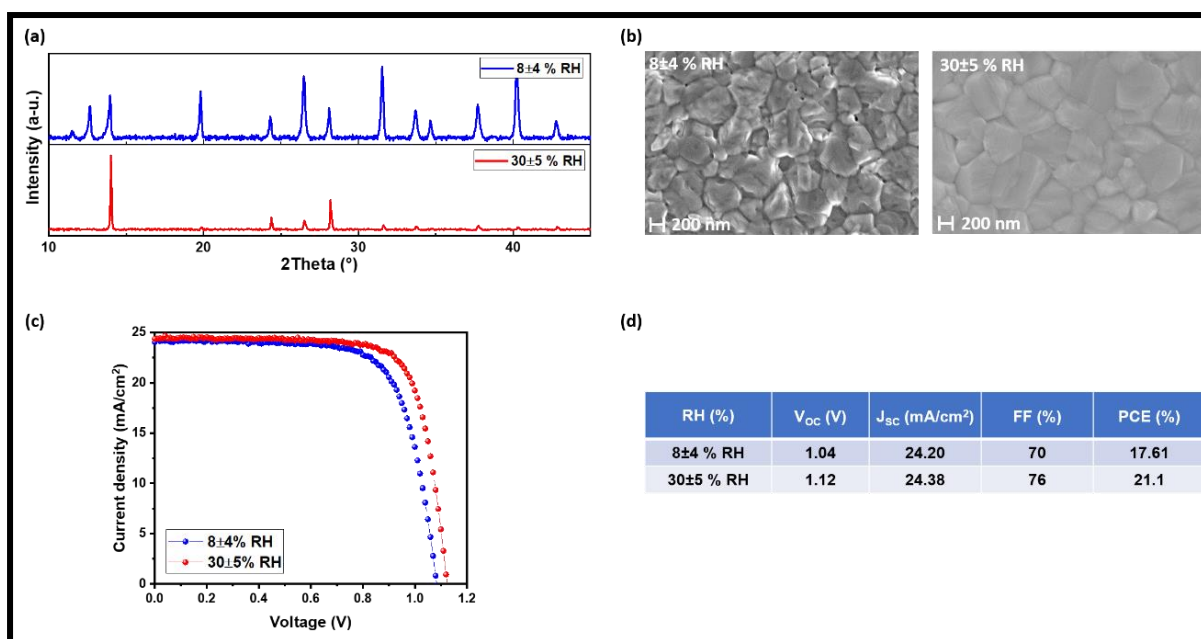 (a)
8±4 % RH
30±5 % RH
Intensity (a-u.)
10 20 30 40
2Theta (°)
(b)
8±4 % RH
200 nm
30±5 % RH
200 nm
(c)
25
20
15
10
5
0
Current density (mA/cm²)
8±4% RH
30±5% RH
0.0 0.2 0.4 0.6 0.8 1.0 1.2
Voltage (V)
(d)
RH (%) V_OC (V) J_SC (mA/cm²) FF (%) PCE (%)
8±4 % RH 1.04 24.20 70 17.61
30±5 % RH 1.12 24.38 76 21.1